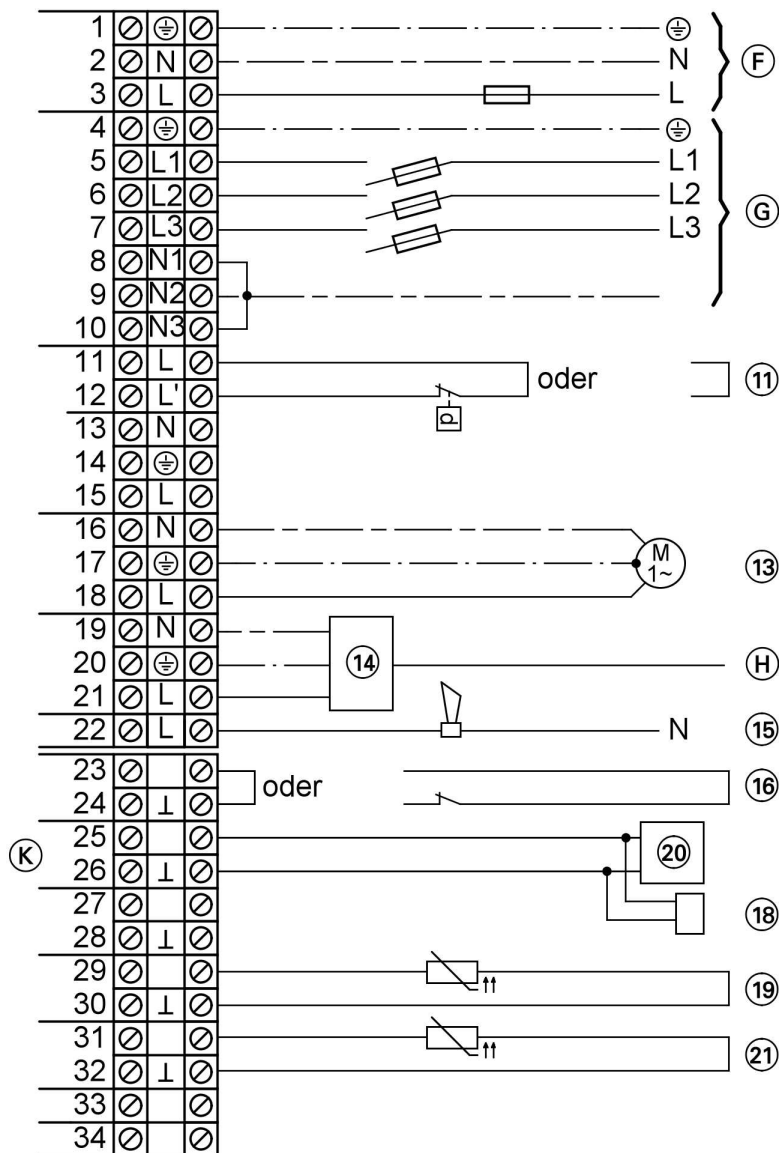 1 ⏚ ⏚
2 N N Ⓕ
3 L L
4 ⏚ ⏚
5 L1 L1
6 L2 L2 Ⓖ
7 L3 L3
8 N1
9 N2
10 N3
11 L oder ⑪
12 L'
p
13 N
14 ⏚
15 L
16 N
17 ⏚ M 1~ ⑬
18 L
19 N
20 ⏚ ⑭ Ⓗ
21 L
22 L N ⑮
23 oder ⑯
24 ⊥
25 ⑳
Ⓚ 26 ⊥
27 ⑱
28 ⊥
29 ⑲
30 ⊥
31 ㉑
32 ⊥
33
34